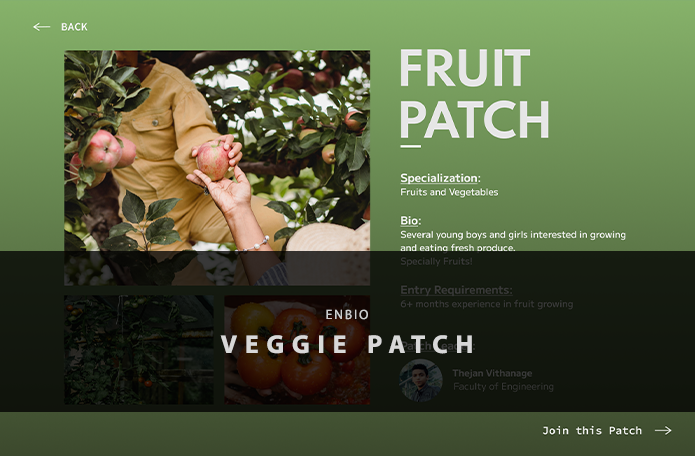 BACK
FRUIT
PATCH
Specialization:
Fruits and Vegetables
Bio:
Several young boys and girls interested in growing
and eating fresh produce.
Specially Fruits!
Entry Requirements:
6+ months experience in fruit growing
ENBIO
VEGGIE PATCH
Thejan Vithanage
Faculty of Engineering
Join this Patch